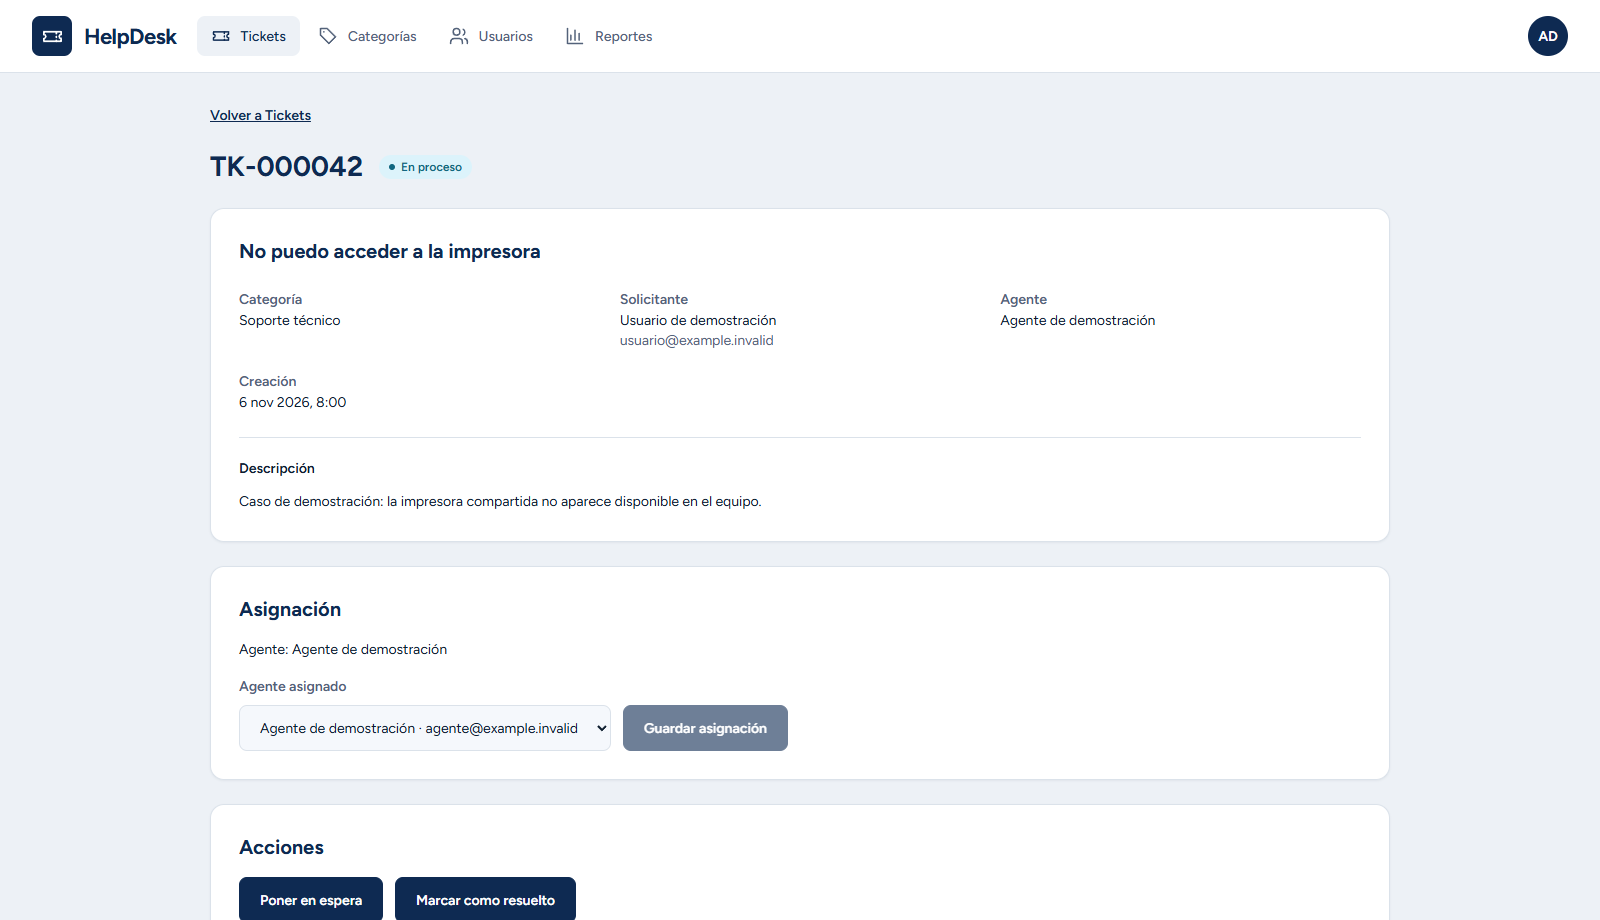 HelpDesk
Tickets
Categorías
Usuarios
Reportes
AD
Volver a Tickets
TK-000042
En proceso
No puedo acceder a la impresora
Categoría
Soporte técnico
Solicitante
Usuario de demostración
usuario@example.invalid
Agente
Agente de demostración
Creación
6 nov 2026, 8:00
Descripción
Caso de demostración: la impresora compartida no aparece disponible en el equipo.
Asignación
Agente: Agente de demostración
Agente asignado
Agente de demostración · agente@example.invalid
Guardar asignación
Acciones
Poner en espera
Marcar como resuelto